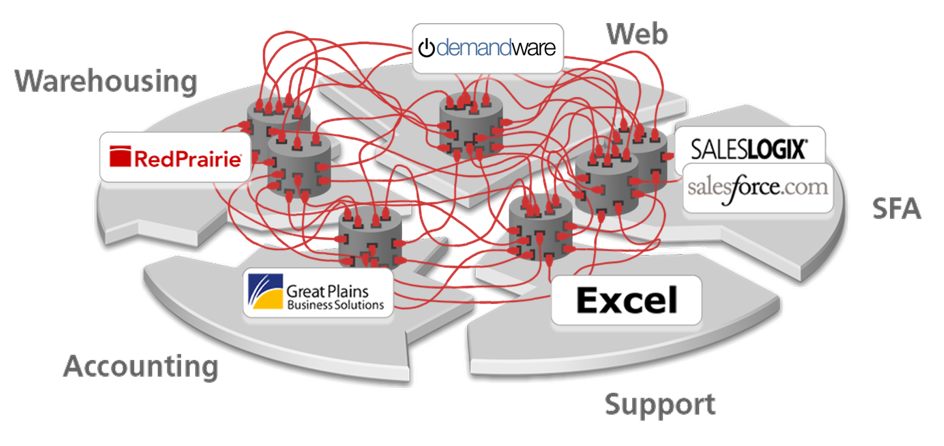 demandware
Web
Warehousing
RedPrairie
SALESLOGIX
salesforce.com
SFA
Great Plains
Business Solutions
Excel
Accounting
Support